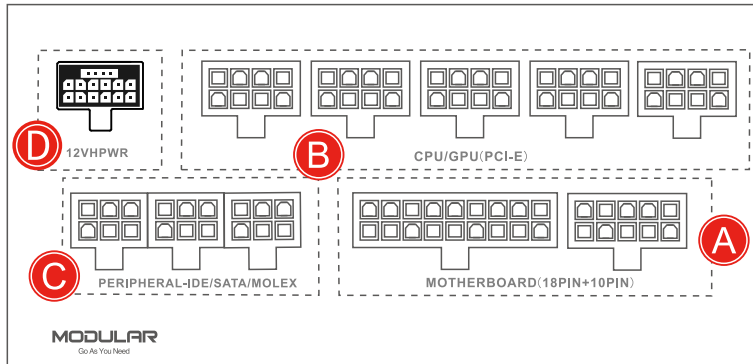 D
12VHPWR
B
CPU/GPU(PCI-E)
C
PERIPHERAL-IDE/SATA/MOLEX
MOTHERBOARD(18PIN+10PIN)
A
MODULAR
Go As You Need